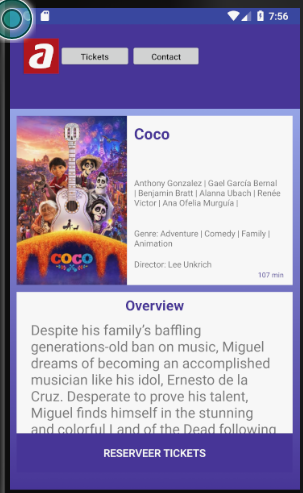 7:56
a
Tickets
Contact
Coco
Anthony Gonzalez | Gael García Bernal
| Benjamin Bratt | Alanna Ubach | Renée
Victor | Ana Ofelia Murguía |
Genre: Adventure | Comedy | Family |
Animation
Director: Lee Unkrich
107 min
COCO
Overview
Despite his family's baffling
generations-old ban on music, Miguel
dreams of becoming an accomplished
musician like his idol, Ernesto de la
Cruz. Desperate to prove his talent,
Miguel finds himself in the stunning
and colorful Land of the Dead following
RESERVEER TICKETS